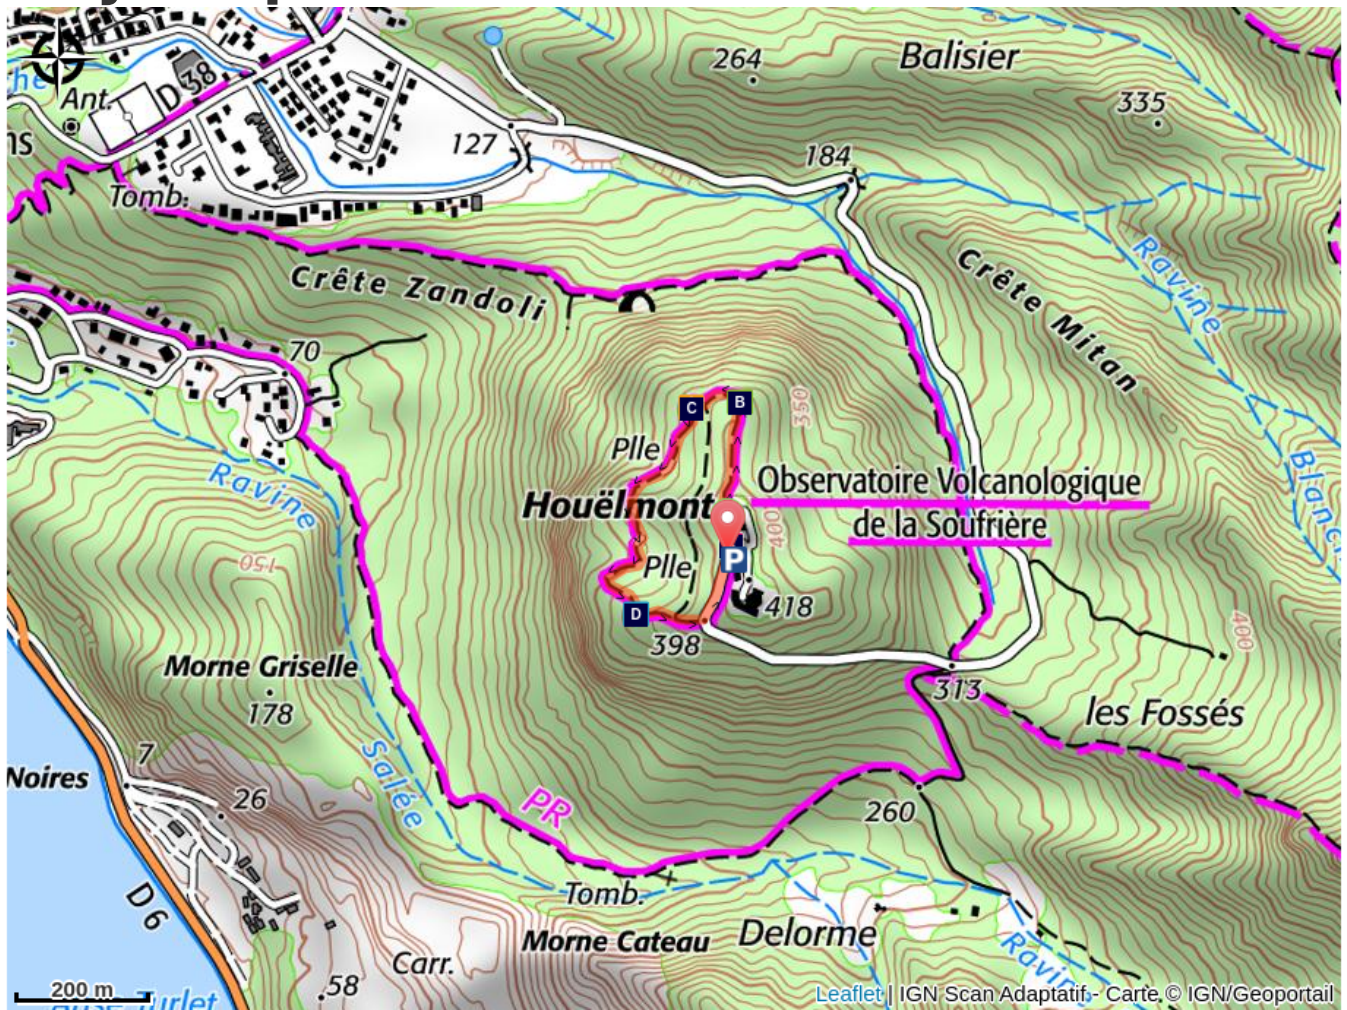 Balisier
264
335
che
D 38
Ant.
ns
127
184
Tomb.
Ravine
Crête Zandoli
Crête Mitan
70
C
B
350
Plle
Ravine
Houëlmont
Observatoire Volcanologique
de la Soufrière
400
P
Plle
418
150
D
398
400
Morne Griselle
178
313
les Fossés
7
Noires
26
Salée
PR
260
D 6
Tomb.
Morne Cateau
Delorme
Carr.
Ravine
58
200 m
Anse Turlet
Leaflet | IGN Scan Adaptatif - Carte © IGN/Geoportail